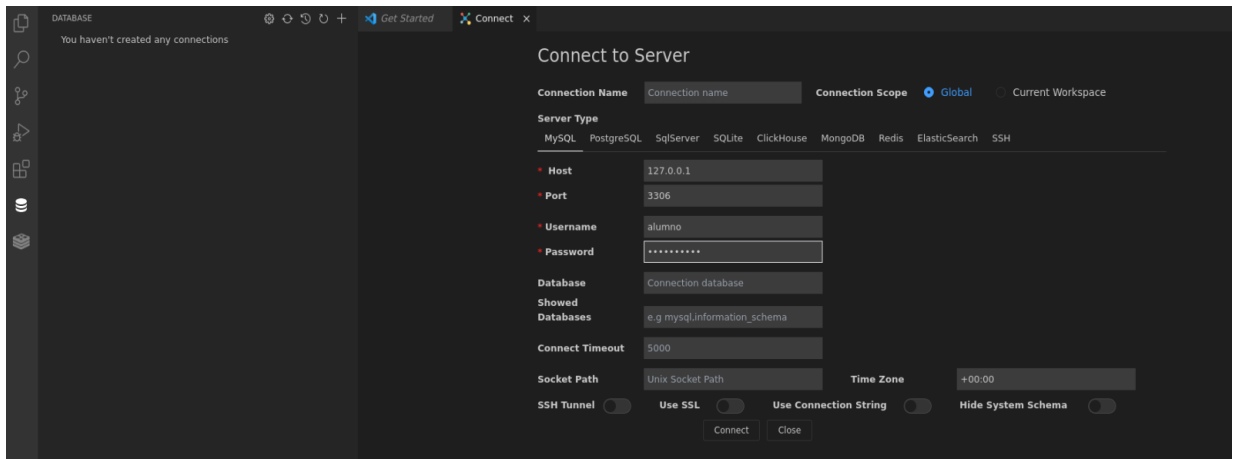 DATABASE
You haven't created any connections
Get Started
Connect
Connect to Server
Connection Name Connection name Connection Scope Global Current Workspace
Server Type
MySQL PostgreSQL SqlServer SQLite ClickHouse MongoDB Redis ElasticSearch SSH
* Host 127.0.0.1
* Port 3306
* Username alumno
* Password ••••••••••
Database Connection database
Showed
Databases e.g mysql,information_schema
Connect Timeout 5000
Socket Path Unix Socket Path Time Zone +00:00
SSH Tunnel Use SSL Use Connection String Hide System Schema
Connect Close